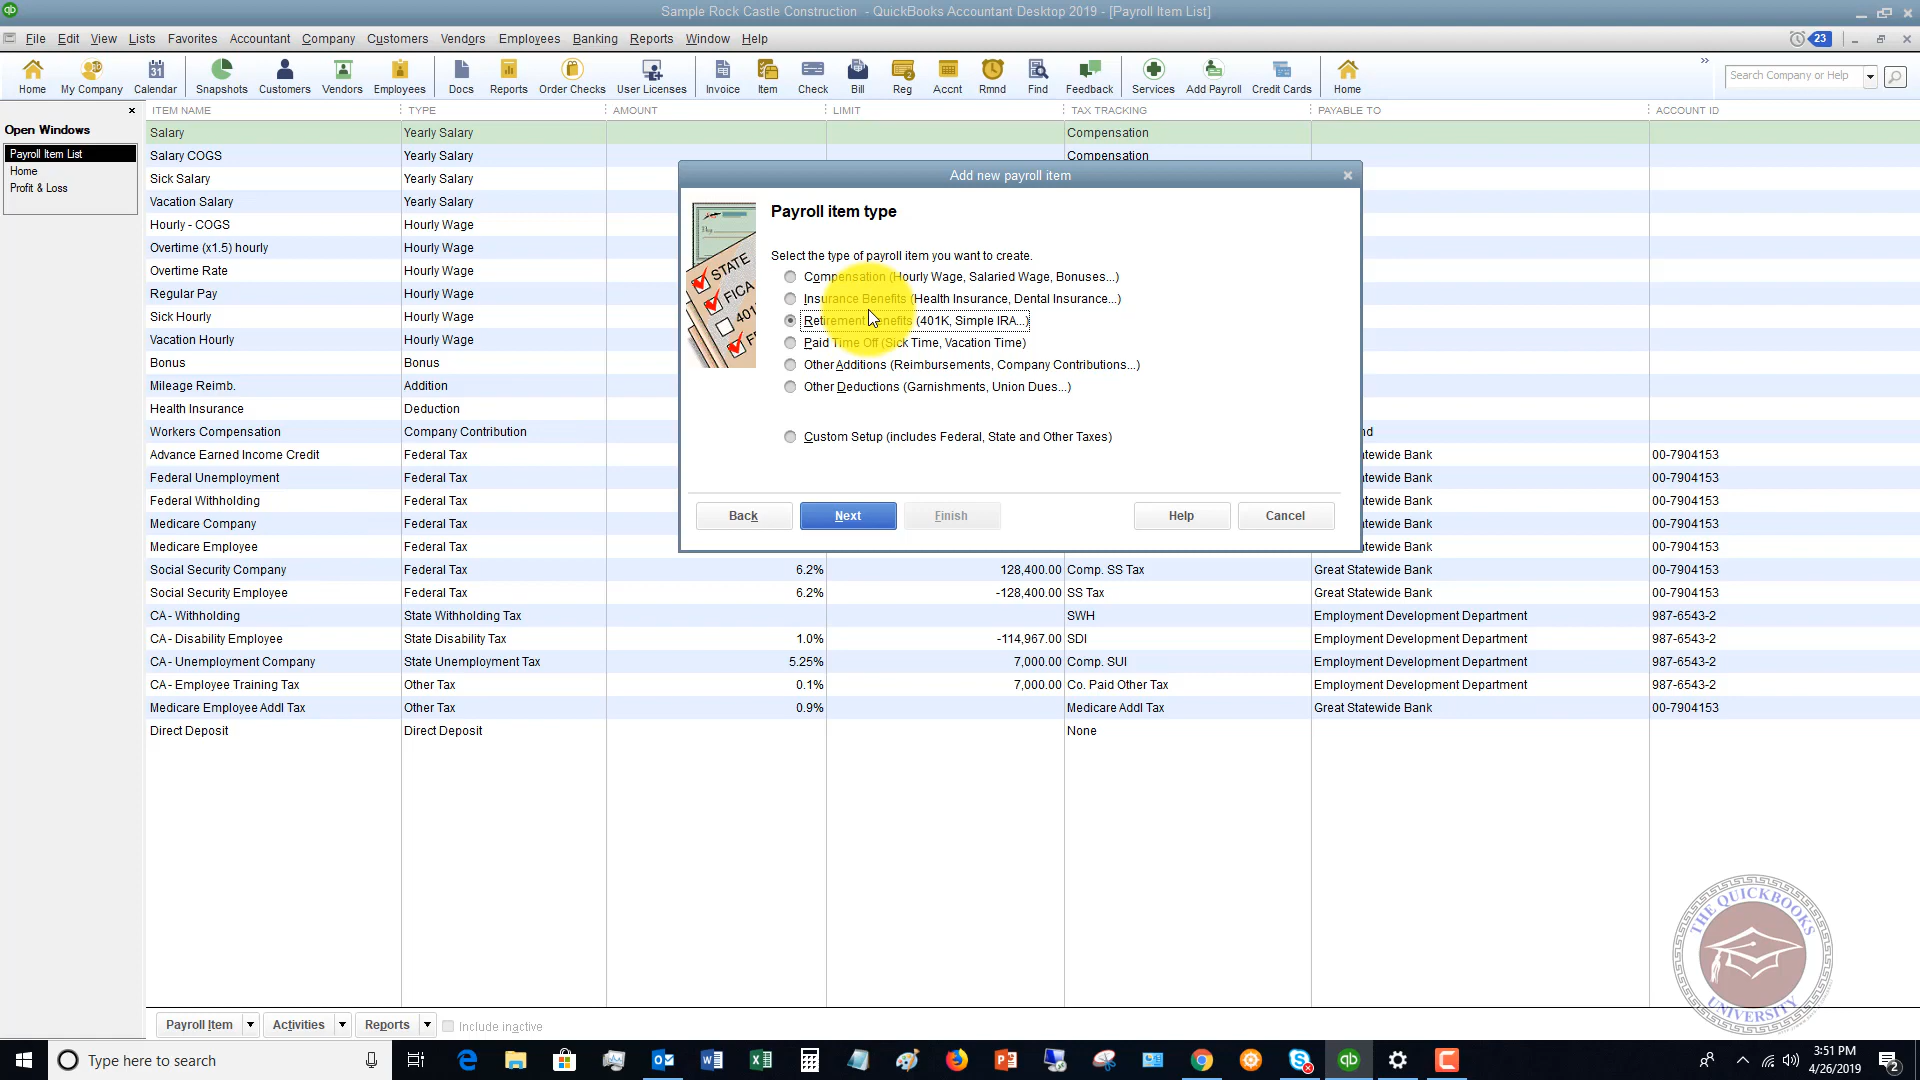 Sample Rock Castle Construction - QuickBooks Accountant Desktop 2019 - [Payroll Item List]
File Edit View Lists Favorites Accountant Company Customers Vendors Employees Banking Reports Window Help 23
Home My Company Calendar Snapshots Customers Vendors Employees Docs Reports Order Checks User Licenses Invoice Item Check Bill Reg Accnt Rmnd Find Feedback Services Add Payroll Credit Cards Home Search Company or Help
Open Windows
Payroll Item List
Home
Profit & Loss
ITEM NAME TYPE AMOUNT LIMIT TAX TRACKING PAYABLE TO ACCOUNT ID
Salary Yearly Salary Compensation
Salary COGS Yearly Salary Compensation
Sick Salary Yearly Salary
Vacation Salary Yearly Salary
Hourly - COGS Hourly Wage
Overtime (x1.5) hourly Hourly Wage
Overtime Rate Hourly Wage
Regular Pay Hourly Wage
Sick Hourly Hourly Wage
Vacation Hourly Hourly Wage
Bonus Bonus
Mileage Reimb. Addition
Health Insurance Deduction
Workers Compensation Company Contribution nd
Advance Earned Income Credit Federal Tax tatewide Bank 00-7904153
Federal Unemployment Federal Tax tatewide Bank 00-7904153
Federal Withholding Federal Tax tatewide Bank 00-7904153
Medicare Company Federal Tax tatewide Bank 00-7904153
Medicare Employee Federal Tax tatewide Bank 00-7904153
Social Security Company Federal Tax 6.2% 128,400.00 Comp. SS Tax Great Statewide Bank 00-7904153
Social Security Employee Federal Tax 6.2% -128,400.00 SS Tax Great Statewide Bank 00-7904153
CA - Withholding State Withholding Tax SWH Employment Development Department 987-6543-2
CA - Disability Employee State Disability Tax 1.0% -114,967.00 SDI Employment Development Department 987-6543-2
CA - Unemployment Company State Unemployment Tax 5.25% 7,000.00 Comp. SUI Employment Development Department 987-6543-2
CA - Employee Training Tax Other Tax 0.1% 7,000.00 Co. Paid Other Tax Employment Development Department 987-6543-2
Medicare Employee Addl Tax Other Tax 0.9% Medicare Addl Tax Great Statewide Bank 00-7904153
Direct Deposit Direct Deposit None
Add new payroll item
STATE
FICA
401
Payroll item type
Select the type of payroll item you want to create.
Compensation (Hourly Wage, Salaried Wage, Bonuses...)
Insurance Benefits (Health Insurance, Dental Insurance...)
Retirement Benefits (401K, Simple IRA...)
Paid Time Off (Sick Time, Vacation Time)
Other Additions (Reimbursements, Company Contributions...)
Other Deductions (Garnishments, Union Dues...)
Custom Setup (includes Federal, State and Other Taxes)
Back Next Finish Help Cancel
THE QUICKBOOKS
UNIVERSITY
Payroll Item Activities Reports Include inactive
Type here to search
3:51 PM
4/26/2019
2